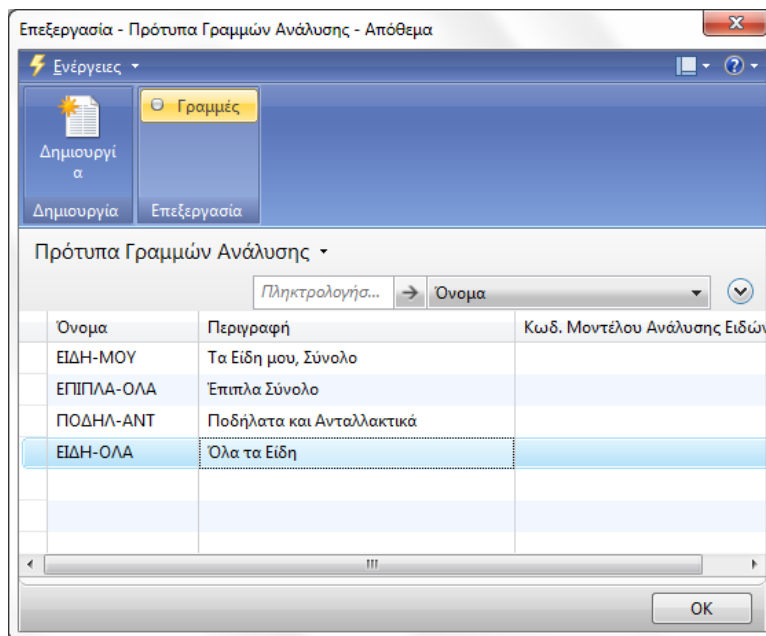 Επεξεργασία - Πρότυπα Γραμμών Ανάλυσης - Απόθεμα
Ενέργειες
Δημιουργί
α
Γραμμές
Δημιουργία
Επεξεργασία
Πρότυπα Γραμμών Ανάλυσης
Πληκτρολογήσ...
Όνομα
Όνομα Περιγραφή Κωδ. Μοντέλου Ανάλυσης Ειδών
ΕΙΔΗ-ΜΟΥ Τα Είδη μου, Σύνολο
ΕΠΙΠΛΑ-ΟΛΑ Έπιπλα Σύνολο
ΠΟΔΗΛ-ΑΝΤ Ποδήλατα και Ανταλλακτικά
ΕΙΔΗ-ΟΛΑ Όλα τα Είδη
OK